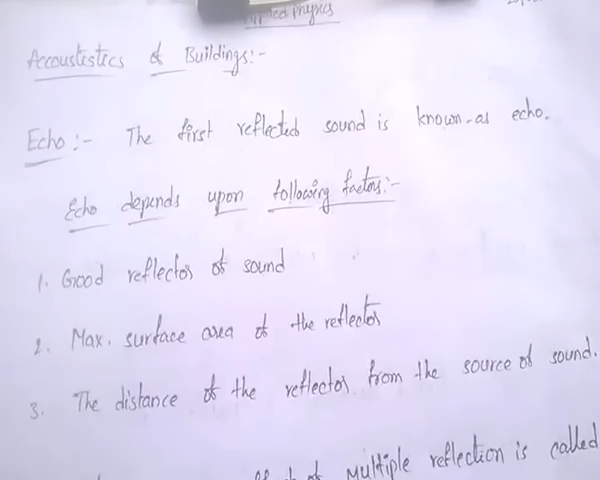 physics
Accoustistics of Buildings:-
Echo:- The first reflected sound is known-as echo.
Echo depends upon following factors:-
1. Good reflector of sound
2. Max. surface area of the reflector
3. The distance of the reflector from the source of sound.
of multiple reflection is called